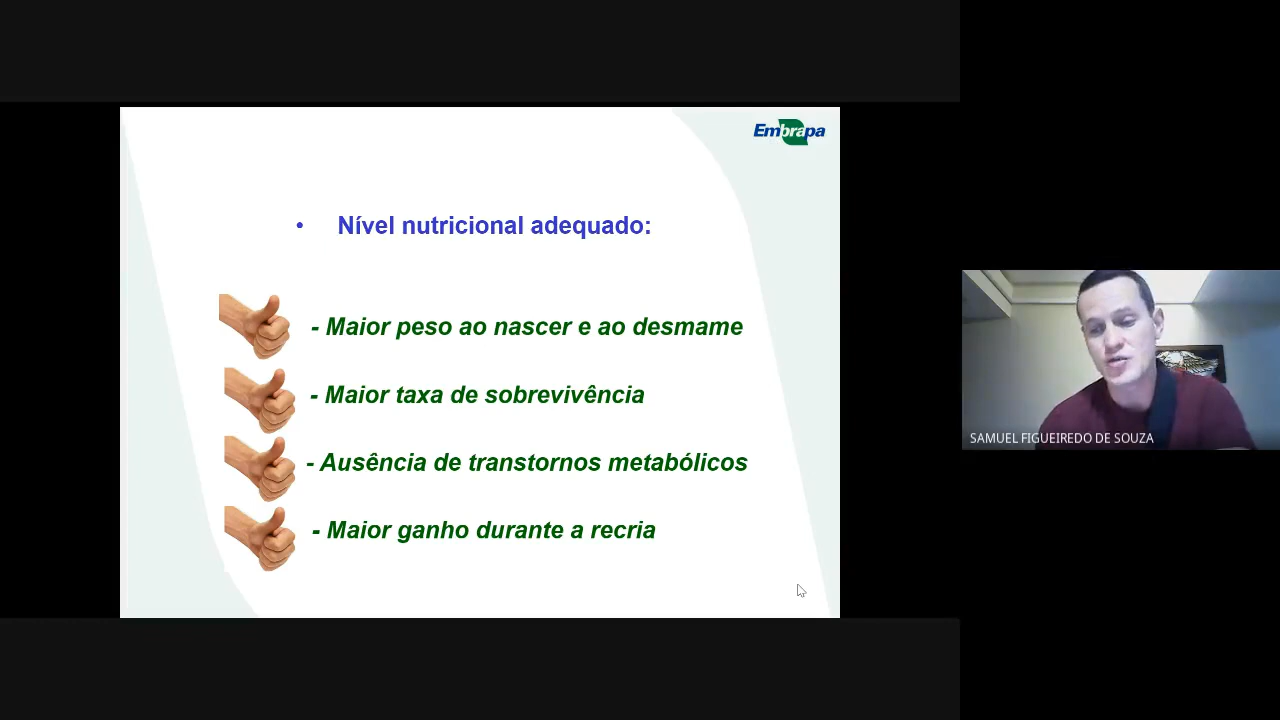 Embrapa
• Nível nutricional adequado:
- Maior peso ao nascer e ao desmame
- Maior taxa de sobrevivência
- Ausência de transtornos metabólicos
- Maior ganho durante a recria
SAMUEL FIGUEIREDO DE SOUZA